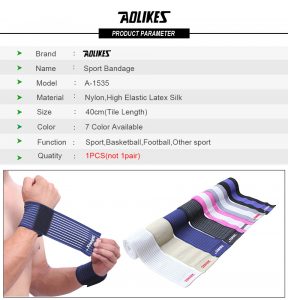 AOLIKES
PRODUCT PARAMETER
Brand AOLIKES
Name Sport Bandage
Model A-1535
Material Nylon,High Elastic Latex Silk
Size 40cm(Tile Length)
Color 7 Color Available
Function Sport,Basketball,Football,Other sport
Quatity 1PCS(not 1pair)